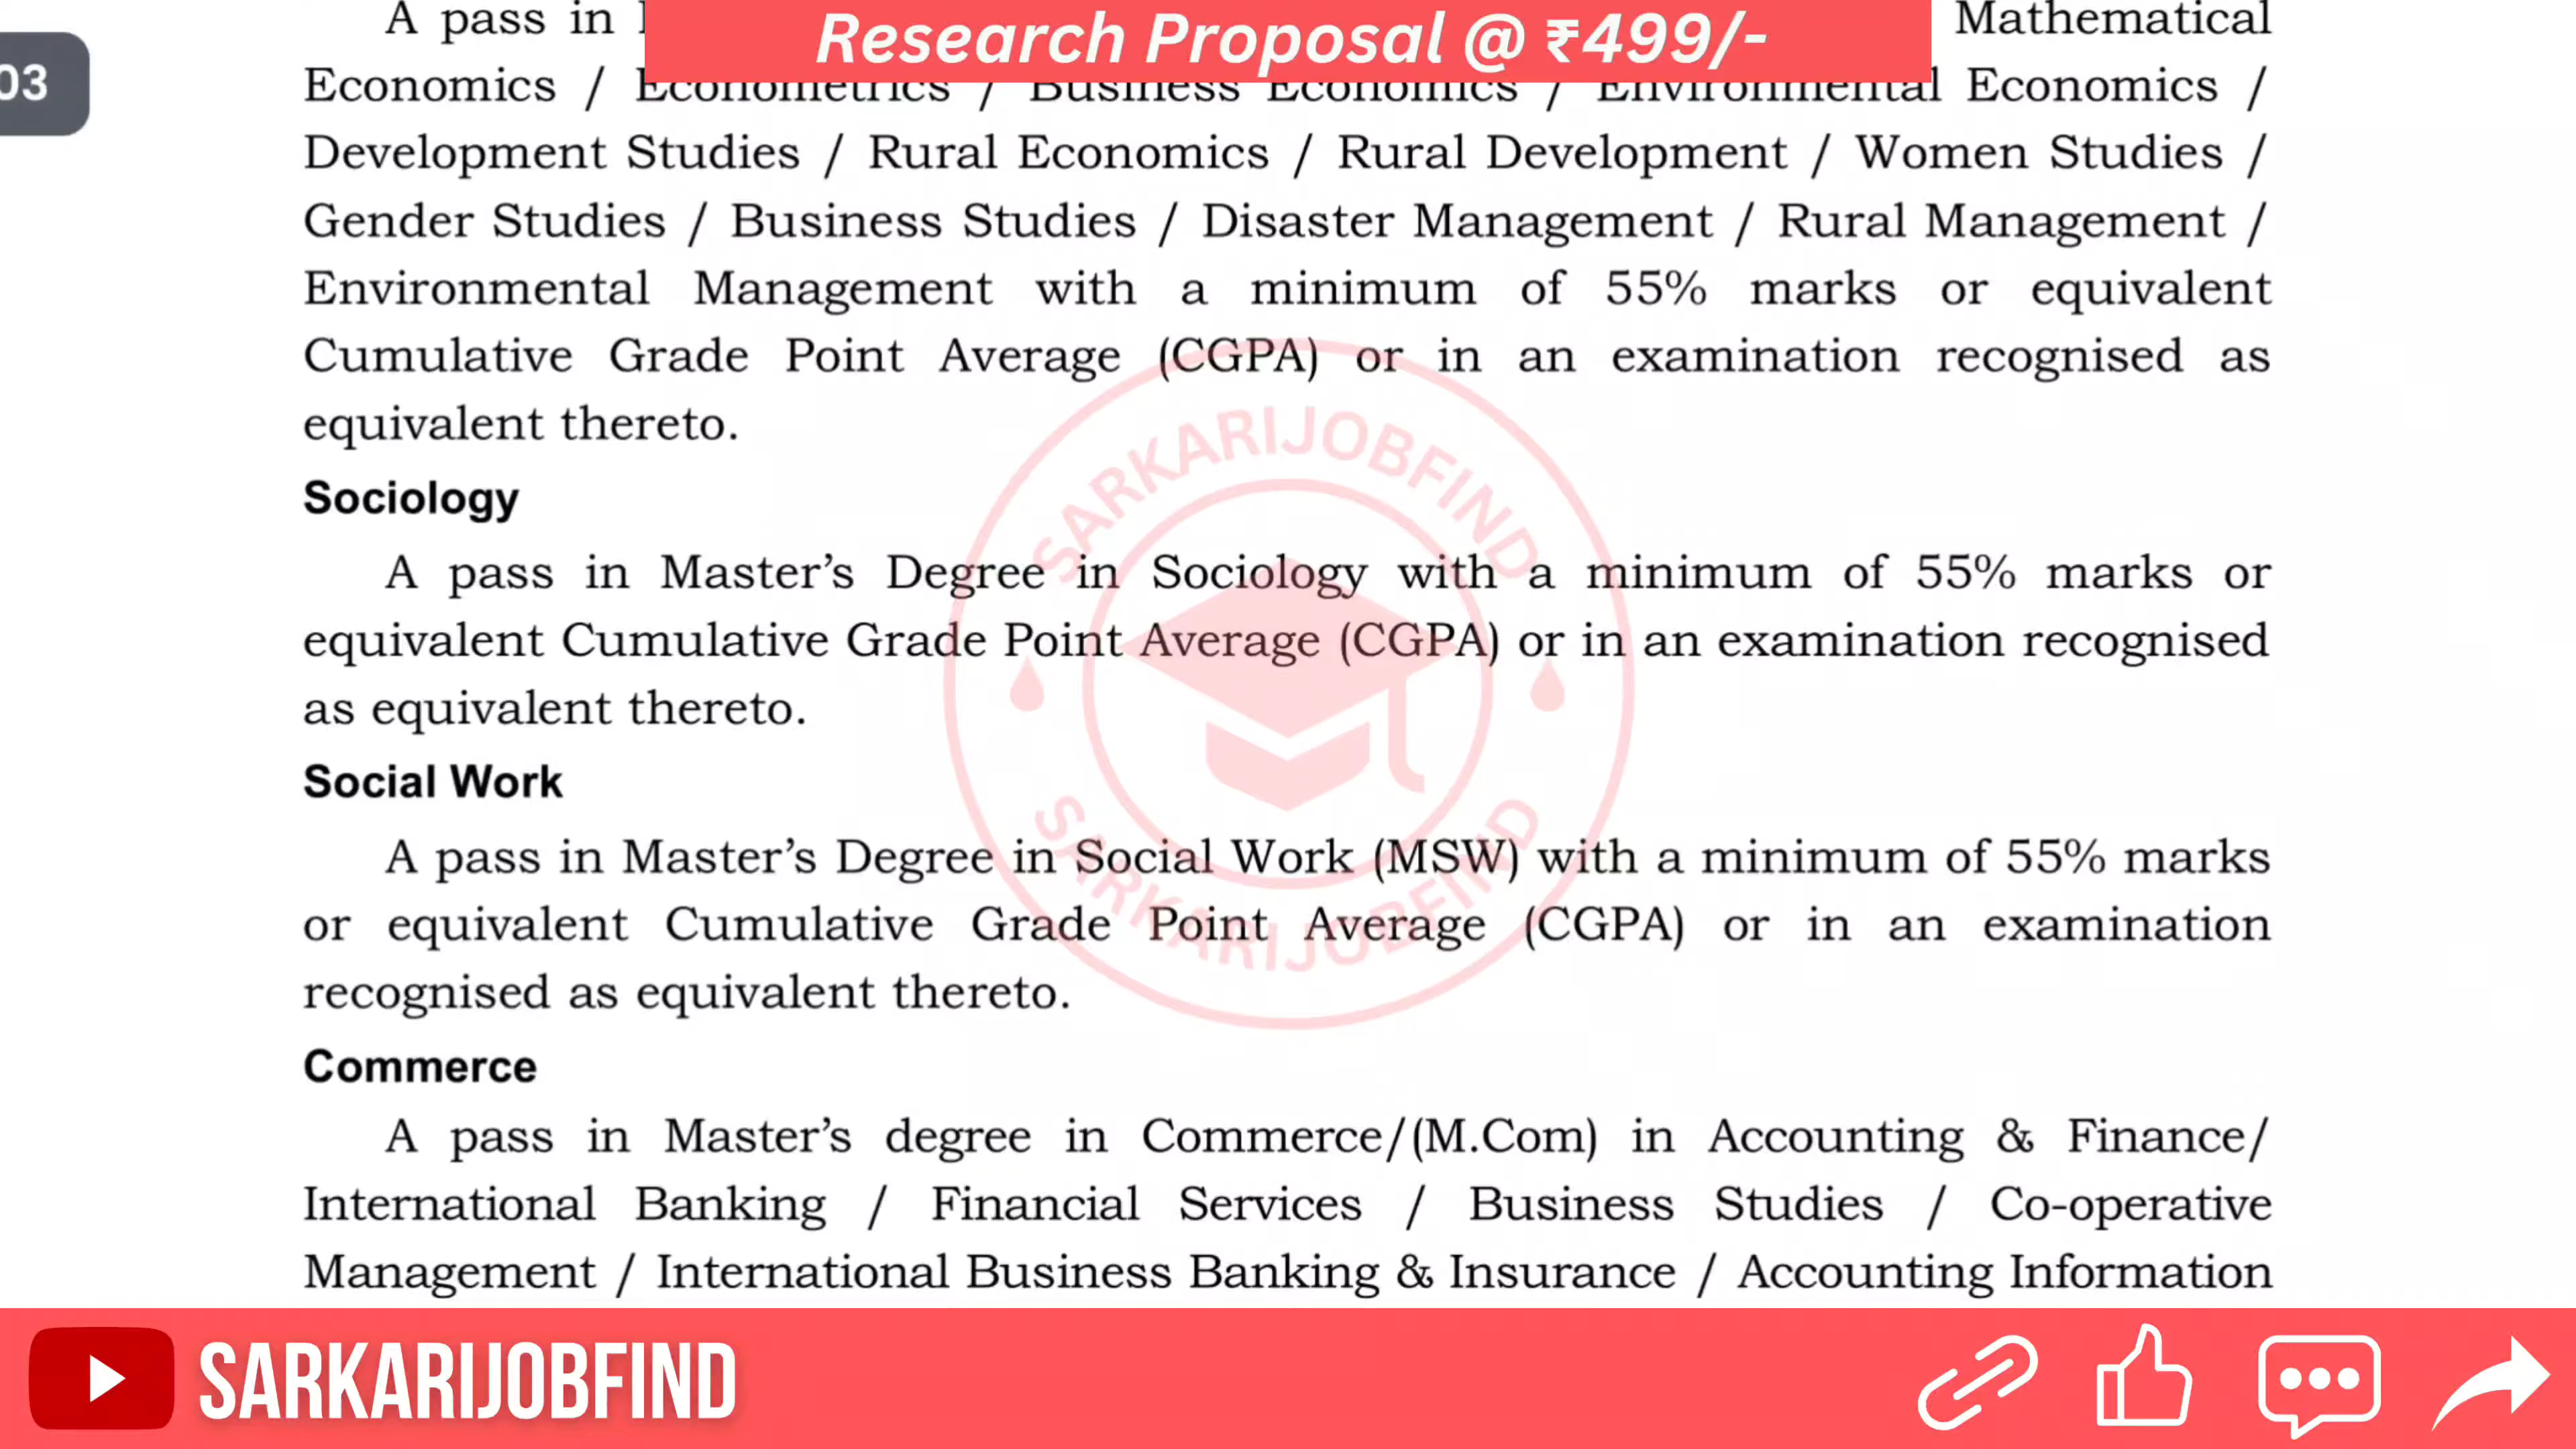 Research Proposal @ ₹499/-
03
A pass in Mathematical
Economics / Econometrics / Business Economics / Environmental Economics /
Development Studies / Rural Economics / Rural Development / Women Studies /
Gender Studies / Business Studies / Disaster Management / Rural Management /
Environmental Management with a minimum of 55% marks or equivalent
Cumulative Grade Point Average (CGPA) or in an examination recognised as
equivalent thereto.
Sociology
A pass in Master’s Degree in Sociology with a minimum of 55% marks or
equivalent Cumulative Grade Point Average (CGPA) or in an examination recognised
as equivalent thereto.
Social Work
A pass in Master’s Degree in Social Work (MSW) with a minimum of 55% marks
or equivalent Cumulative Grade Point Average (CGPA) or in an examination
recognised as equivalent thereto.
Commerce
A pass in Master’s degree in Commerce/(M.Com) in Accounting & Finance/
International Banking / Financial Services / Business Studies / Co-operative
Management / International Business Banking & Insurance / Accounting Information
SARKARIJOBFIND
SARKARIJOBFIND
SARKARIJOBFIND